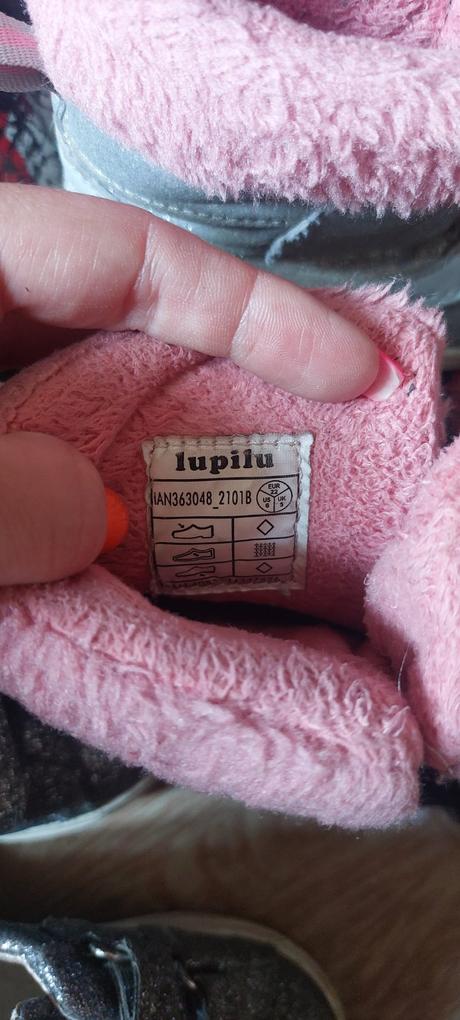 lupilu
IAN363048_2101B
EUR
22
US
6
UK
5